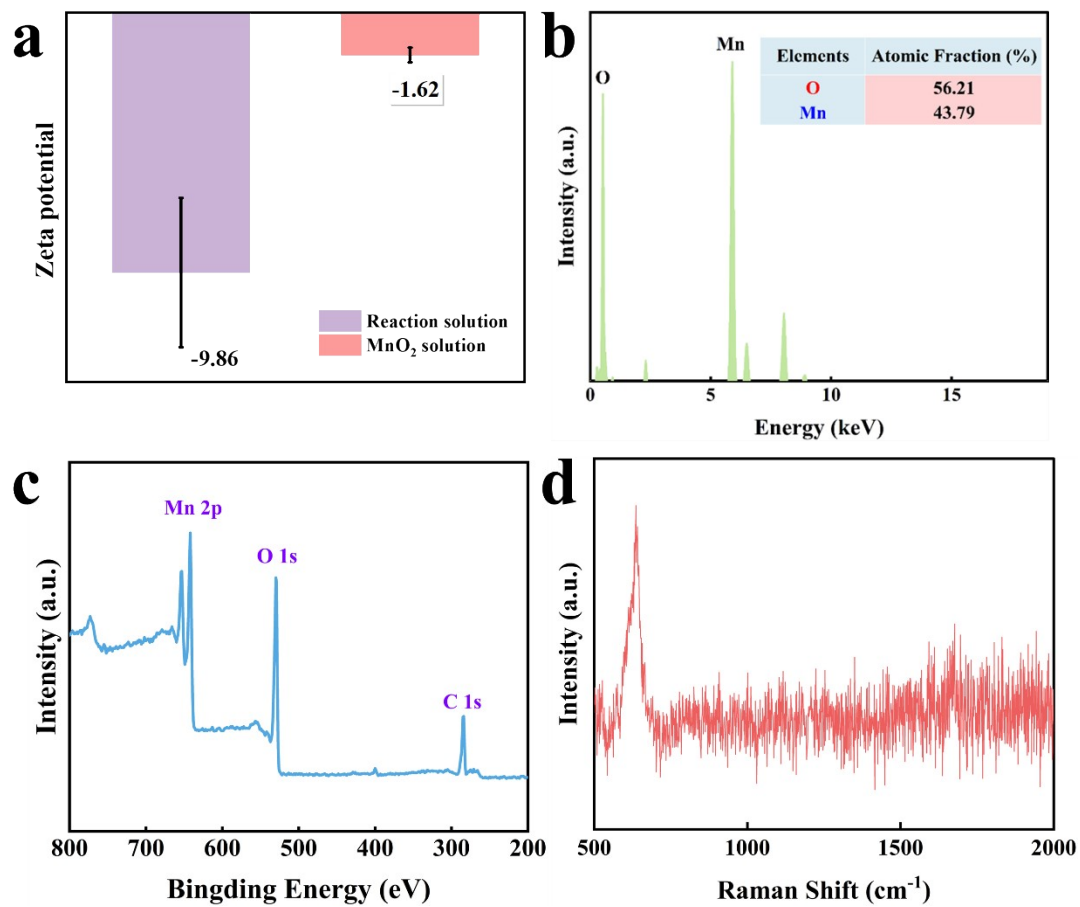 a
Zeta potential
-9.86
-1.62
Reaction solution
MnO₂ solution
b
Intensity (a.u.)
O
Mn
Elements Atomic Fraction (%)
O 56.21
Mn 43.79
0 5 10 15
Energy (keV)
c
Intensity (a.u.)
Mn 2p
O 1s
C 1s
800 700 600 500 400 300 200
Bingding Energy (eV)
d
Intensity (a.u.)
500 1000 1500 2000
Raman Shift (cm⁻¹)